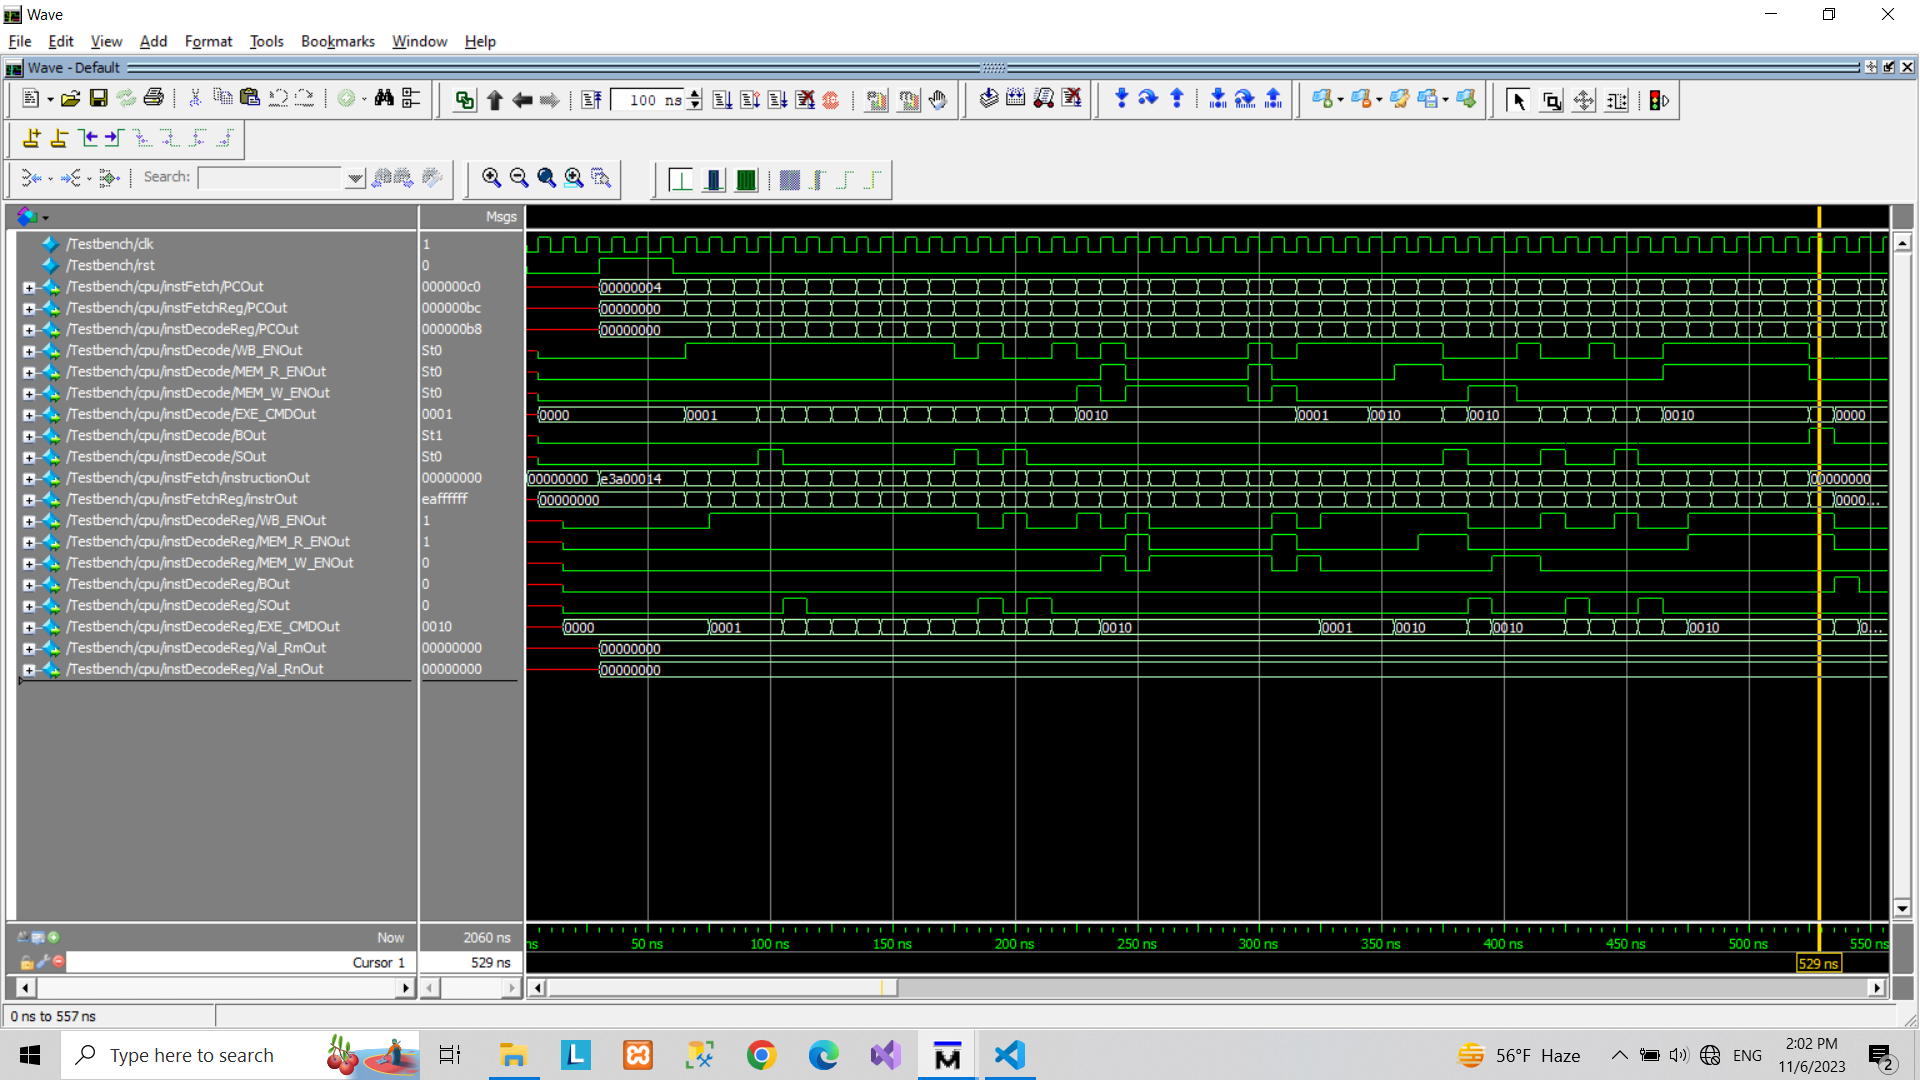 Wave
File Edit View Add Format Tools Bookmarks Window Help
Wave - Default
100 ns
Search:
Msgs
/Testbench/clk 1
/Testbench/rst 0
/Testbench/cpu/instFetch/PCOut 000000c0 00000004
/Testbench/cpu/instFetchReg/PCOut 000000bc 00000000
/Testbench/cpu/instDecodeReg/PCOut 000000b8 00000000
/Testbench/cpu/instDecode/WB_ENOut St0
/Testbench/cpu/instDecode/MEM_R_ENOut St0
/Testbench/cpu/instDecode/MEM_W_ENOut St0
/Testbench/cpu/instDecode/EXE_CMDOut 0001 0000 0001 0010 0001 0010 0010 0010 0000
/Testbench/cpu/instDecode/BOut St1
/Testbench/cpu/instDecode/SOut St0
/Testbench/cpu/instFetch/instructionOut 00000000 00000000 e3a00014 00000000
/Testbench/cpu/instFetchReg/instrOut eaffffff 00000000 0000...
/Testbench/cpu/instDecodeReg/WB_ENOut 1
/Testbench/cpu/instDecodeReg/MEM_R_ENOut 1
/Testbench/cpu/instDecodeReg/MEM_W_ENOut 0
/Testbench/cpu/instDecodeReg/BOut 0
/Testbench/cpu/instDecodeReg/SOut 0
/Testbench/cpu/instDecodeReg/EXE_CMDOut 0010 0000 0001 0010 0001 0010 0010 0010 0...
/Testbench/cpu/instDecodeReg/Val_RmOut 00000000 00000000
/Testbench/cpu/instDecodeReg/Val_RnOut 00000000 00000000
Now 2060 ns ns 50 ns 100 ns 150 ns 200 ns 250 ns 300 ns 350 ns 400 ns 450 ns 500 ns 550 ns
Cursor 1 529 ns 529 ns
0 ns to 557 ns
Type here to search
L
56°F Haze
ENG
2:02 PM
11/6/2023
2